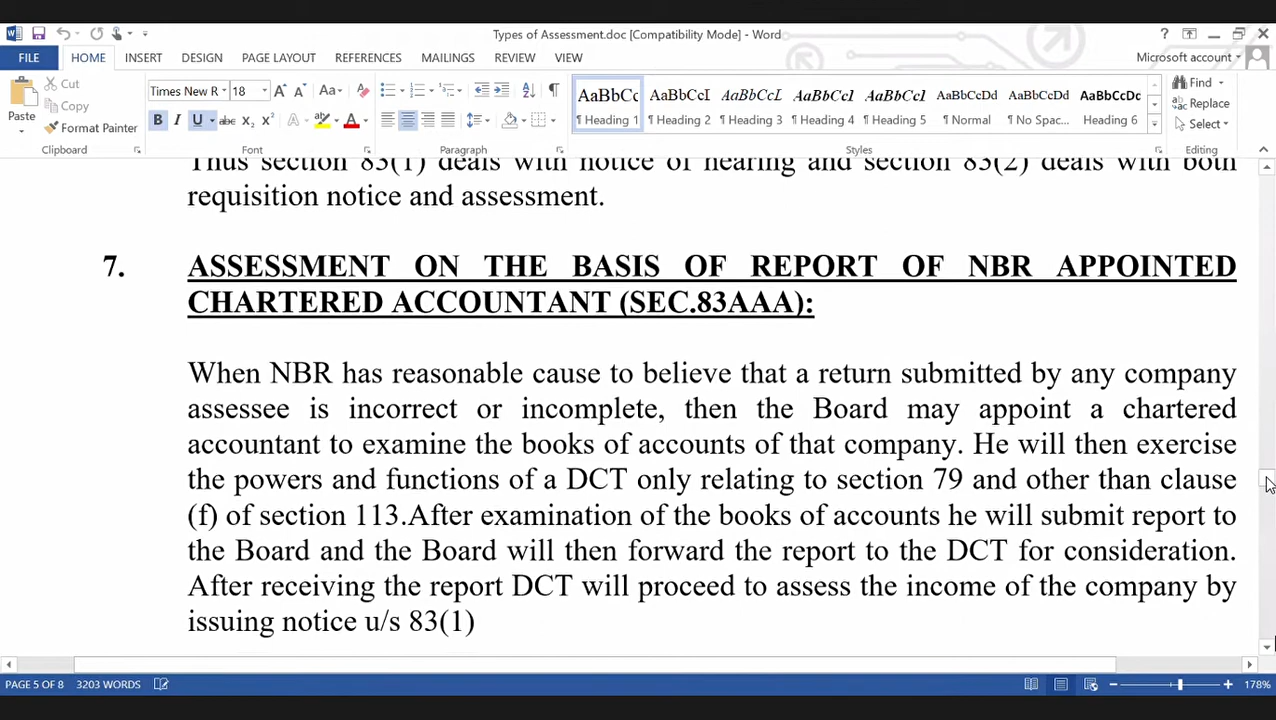 Types of Assessment.doc [Compatibility Mode] - Word
FILE HOME INSERT DESIGN PAGE LAYOUT REFERENCES MAILINGS REVIEW VIEW Microsoft account
Paste Cut
Copy
Format Painter
Clipboard
Times New R 18 Aa
B I U abc X₂ X² A A
Font
Paragraph
AaBbCc AaBbCcI AaBbCcL AaBbCcI AaBbCcI AaBbCcDd AaBbCcDd AaBbCcDc
¶ Heading 1 ¶ Heading 2 ¶ Heading 3 ¶ Heading 4 ¶ Heading 5 ¶ Normal ¶ No Spac... Heading 6
Styles
Find
Replace
Select
Editing
Thus section 83(1) deals with notice of hearing and section 83(2) deals with both
requisition notice and assessment.
7. ASSESSMENT ON THE BASIS OF REPORT OF NBR APPOINTED
CHARTERED ACCOUNTANT (SEC.83AAA):
When NBR has reasonable cause to believe that a return submitted by any company
assessee is incorrect or incomplete, then the Board may appoint a chartered
accountant to examine the books of accounts of that company. He will then exercise
the powers and functions of a DCT only relating to section 79 and other than clause
(f) of section 113.After examination of the books of accounts he will submit report to
the Board and the Board will then forward the report to the DCT for consideration.
After receiving the report DCT will proceed to assess the income of the company by
issuing notice u/s 83(1)
PAGE 5 OF 8 3203 WORDS 178%